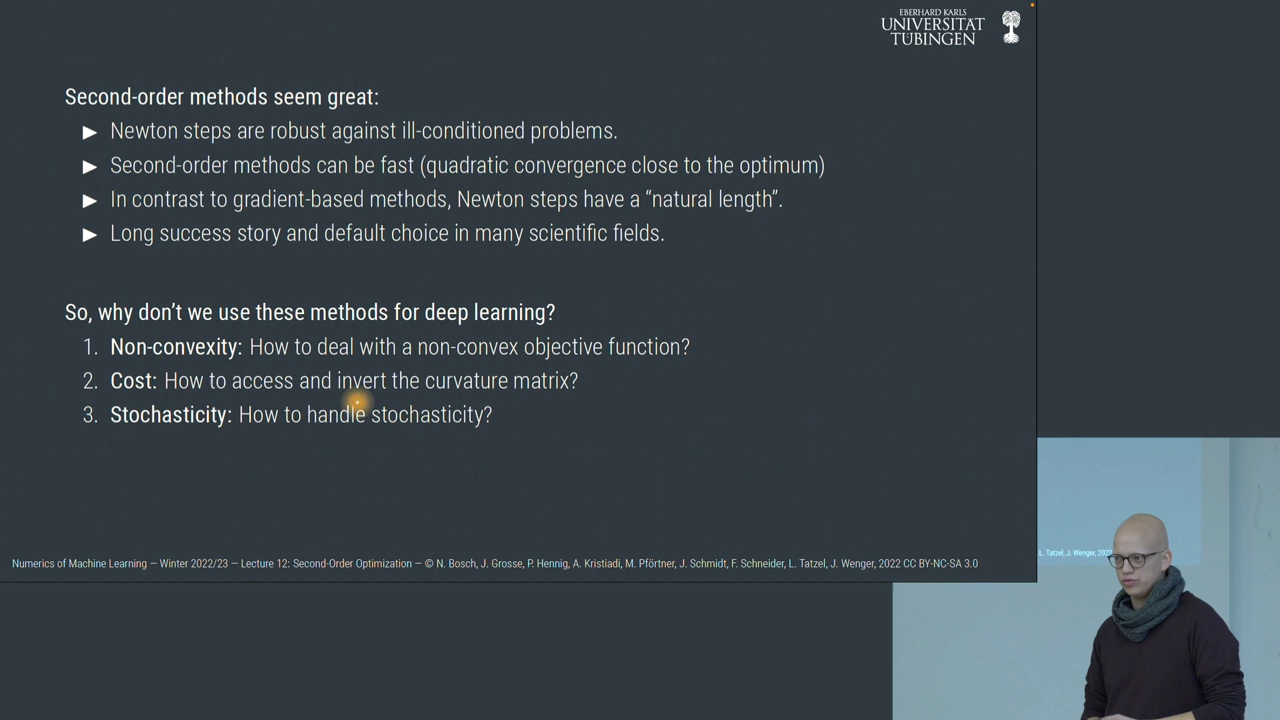 EBERHARD KARLS
UNIVERSITÄT
TÜBINGEN
Second-order methods seem great:
▶ Newton steps are robust against ill-conditioned problems.
▶ Second-order methods can be fast (quadratic convergence close to the optimum)
▶ In contrast to gradient-based methods, Newton steps have a “natural length”.
▶ Long success story and default choice in many scientific fields.
So, why don’t we use these methods for deep learning?
1. Non-convexity: How to deal with a non-convex objective function?
2. Cost: How to access and invert the curvature matrix?
3. Stochasticity: How to handle stochasticity?
Numerics of Machine Learning — Winter 2022/23 — Lecture 12: Second-Order Optimization — © N. Bosch, J. Grosse, P. Hennig, A. Kristiadi, M. Pförtner, J. Schmidt, F. Schneider, L. Tatzel, J. Wenger, 2022 CC BY-NC-SA 3.0
L. Tatzel, J. Wenger, 2022